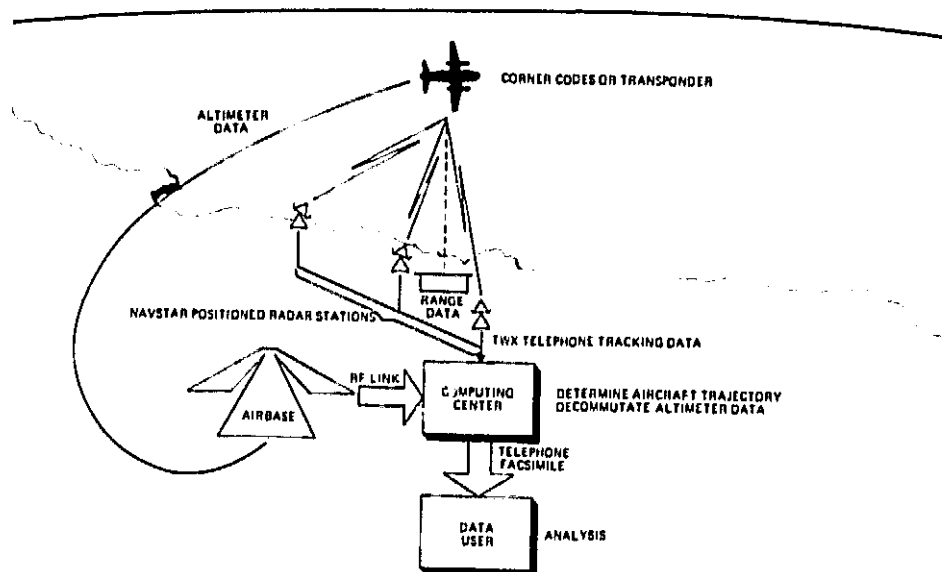 CORNER CODES OR TRANSPONDER
ALTIMETER
DATA
RANGE
DATA
NAVSTAR POSITIONED RADAR STATIONS
TWX TELEPHONE TRACKING DATA
RF LINK
AIRBASE
COMPUTING
CENTER
DETERMINE AIRCRAFT TRAJECTORY
DECOMMUTATE ALTIMETER DATA
TELEPHONE
FACSIMILE
DATA
USER
ANALYSIS